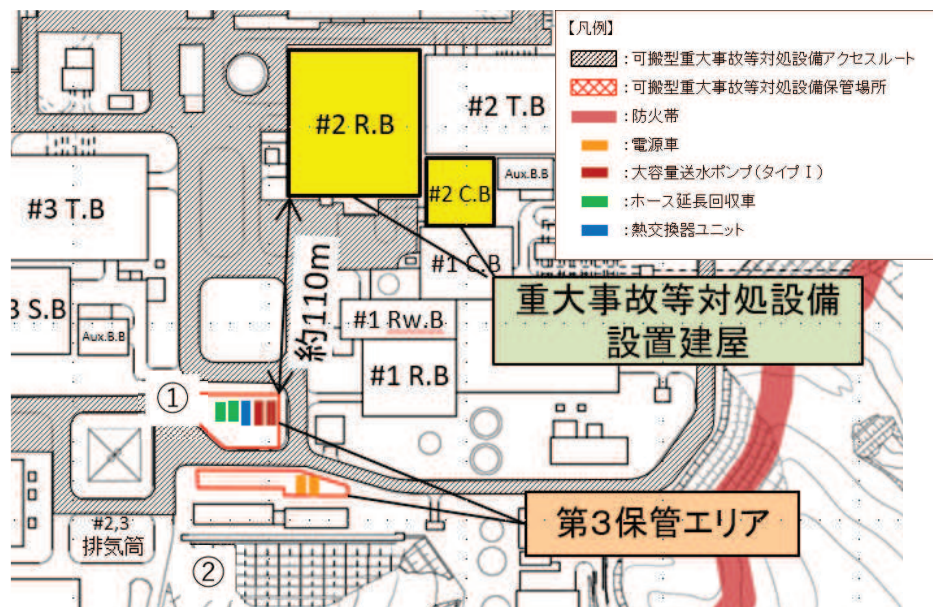 【凡例】
：可搬型重大事故等対処設備アクセスルート
：可搬型重大事故等対処設備保管場所
：防火帯
：電源車
：大容量送水ポンプ（タイプⅠ）
：ホース延長回収車
：熱交換器ユニット
#2 R.B
#2 T.B
#2 C.B
Aux.B.B
#3 T.B
#1 C.B
3 S.B
Aux.B.B
約110m
#1 Rw.B
#1 R.B
重大事故等対処設備
設置建屋
①
第３保管エリア
#2,3
排気筒
②